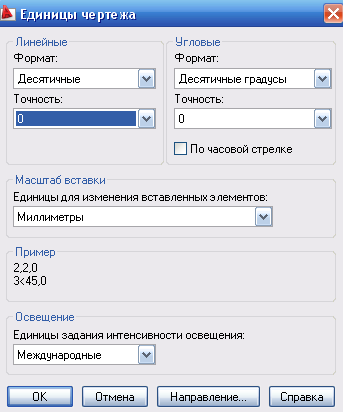 Единицы чертежа
Линейные
Формат:
Десятичные
Точность:
0
Угловые
Формат:
Десятичные градусы
Точность:
0
По часовой стрелке
Масштаб вставки
Единицы для изменения вставленных элементов:
Миллиметры
Пример
2,2,0
3<45,0
Освещение
Единицы задания интенсивности освещения:
Международные
OK
Отмена
Направление...
Справка